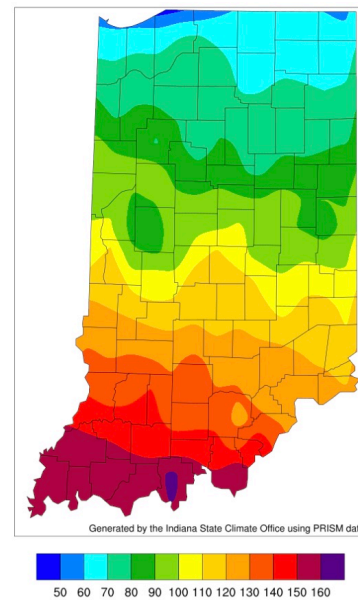 Generated by the Indiana State Climate Office using PRISM dat
50 60 70 80 90 100 110 120 130 140 150 160